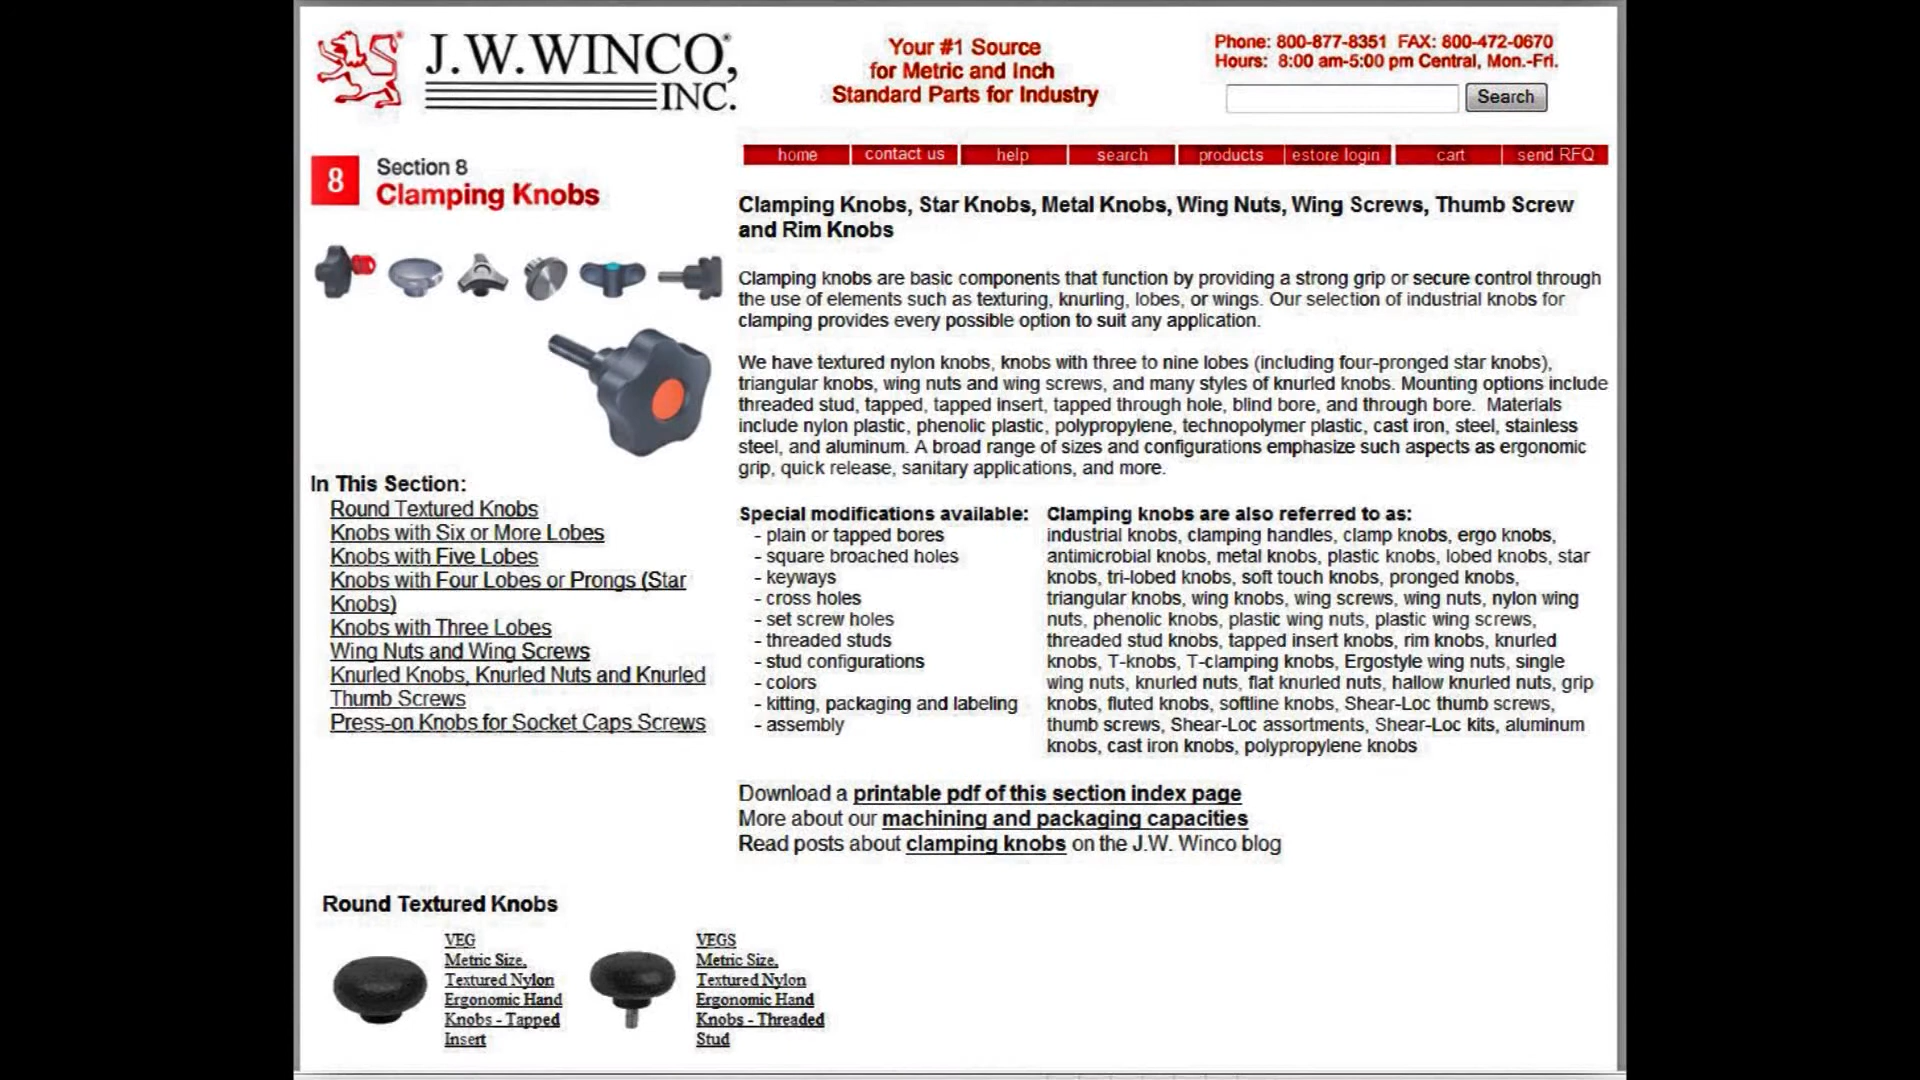 J.W.WINCO®,
INC.
Your #1 Source
for Metric and Inch
Standard Parts for Industry
Phone: 800-877-8351 FAX: 800-472-0670
Hours: 8:00 am-5:00 pm Central, Mon.-Fri.
Search
home contact us help search products estore login cart send RFQ
8
Section 8
Clamping Knobs
In This Section:
Round Textured Knobs
Knobs with Six or More Lobes
Knobs with Five Lobes
Knobs with Four Lobes or Prongs (Star
Knobs)
Knobs with Three Lobes
Wing Nuts and Wing Screws
Knurled Knobs, Knurled Nuts and Knurled
Thumb Screws
Press-on Knobs for Socket Caps Screws
Clamping Knobs, Star Knobs, Metal Knobs, Wing Nuts, Wing Screws, Thumb Screw
and Rim Knobs
Clamping knobs are basic components that function by providing a strong grip or secure control through
the use of elements such as texturing, knurling, lobes, or wings. Our selection of industrial knobs for
clamping provides every possible option to suit any application.
We have textured nylon knobs, knobs with three to nine lobes (including four-pronged star knobs),
triangular knobs, wing nuts and wing screws, and many styles of knurled knobs. Mounting options include
threaded stud, tapped, tapped insert, tapped through hole, blind bore, and through bore. Materials
include nylon plastic, phenolic plastic, polypropylene, technopolymer plastic, cast iron, steel, stainless
steel, and aluminum. A broad range of sizes and configurations emphasize such aspects as ergonomic
grip, quick release, sanitary applications, and more.
Special modifications available:
- plain or tapped bores
- square broached holes
- keyways
- cross holes
- set screw holes
- threaded studs
- stud configurations
- colors
- kitting, packaging and labeling
- assembly
Clamping knobs are also referred to as:
industrial knobs, clamping handles, clamp knobs, ergo knobs,
antimicrobial knobs, metal knobs, plastic knobs, lobed knobs, star
knobs, tri-lobed knobs, soft touch knobs, pronged knobs,
triangular knobs, wing knobs, wing screws, wing nuts, nylon wing
nuts, phenolic knobs, plastic wing nuts, plastic wing screws,
threaded stud knobs, tapped insert knobs, rim knobs, knurled
knobs, T-knobs, T-clamping knobs, Ergostyle wing nuts, single
wing nuts, knurled nuts, flat knurled nuts, hallow knurled nuts, grip
knobs, fluted knobs, softline knobs, Shear-Loc thumb screws,
thumb screws, Shear-Loc assortments, Shear-Loc kits, aluminum
knobs, cast iron knobs, polypropylene knobs
Download a printable pdf of this section index page
More about our machining and packaging capacities
Read posts about clamping knobs on the J.W. Winco blog
Round Textured Knobs
VEG
Metric Size,
Textured Nylon
Ergonomic Hand
Knobs - Tapped
Insert
VEGS
Metric Size,
Textured Nylon
Ergonomic Hand
Knobs - Threaded
Stud